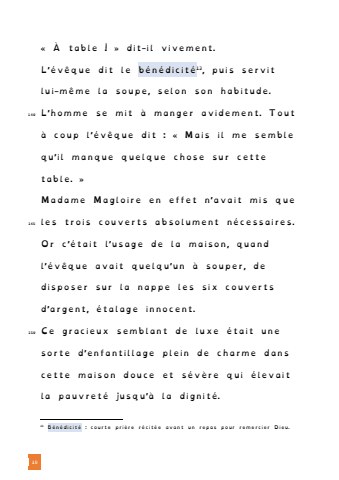 « À table ! » dit-il vivement.
L'évêque dit le bénédicité¹², puis servit
lui-même la soupe, selon son habitude.
140 L'homme se mit à manger avidement. Tout
à coup l'évêque dit : « Mais il me semble
qu'il manque quelque chose sur cette
table. »
Madame Magloire en effet n'avait mis que
145 les trois couverts absolument nécessaires.
Or c'était l'usage de la maison, quand
l'évêque avait quelqu'un à souper, de
disposer sur la nappe les six couverts
d'argent, étalage innocent.
150 Ce gracieux semblant de luxe était une
sorte d'enfantillage plein de charme dans
cette maison douce et sévère qui élevait
la pauvreté jusqu'à la dignité.
Bénédicité : courte prière récitée avant un repas pour remercier Dieu.